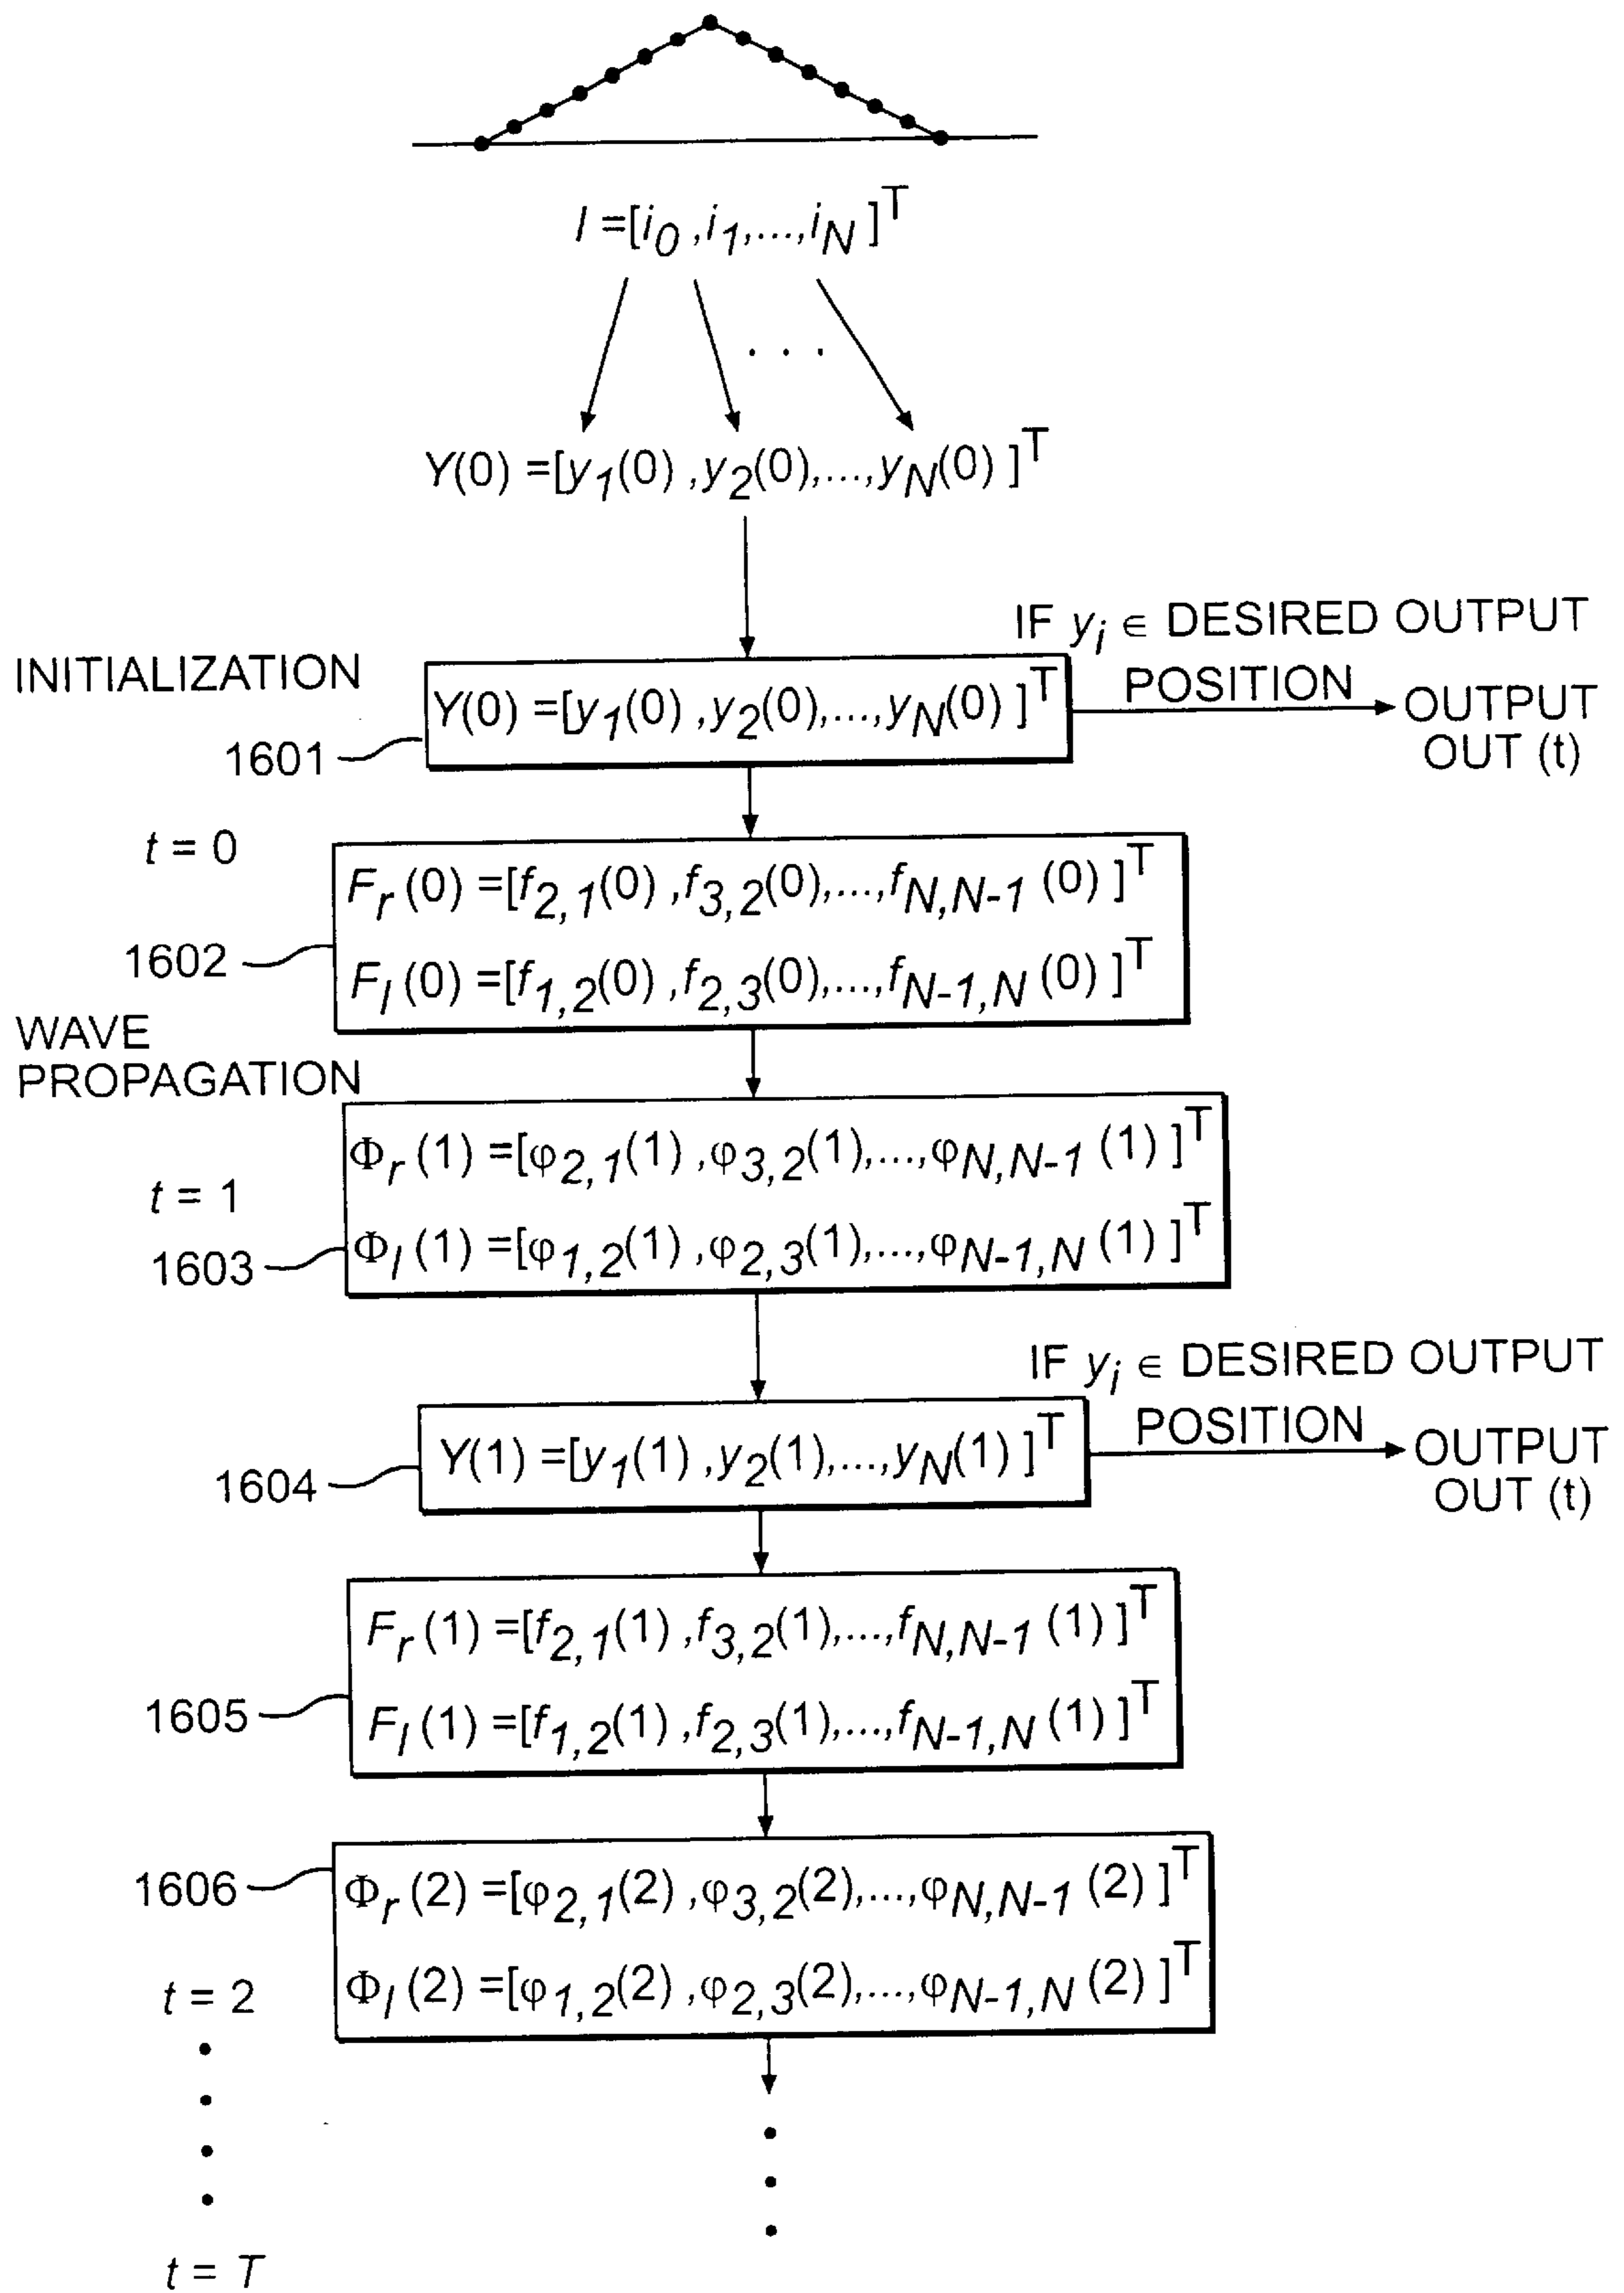 I =[i0 ,i1,...,iN ]T
. . .
Y(0) =[y1(0) ,y2(0),...,yN(0) ]T
IF yi ∈ DESIRED OUTPUT
POSITION
INITIALIZATION
Y(0) =[y1(0) ,y2(0),...,yN(0) ]T
OUTPUT
OUT (t)
1601
t = 0
Fr (0) =[f2,1(0) ,f3,2(0),...,fN,N-1 (0) ]T
1602
Fl (0) =[f1,2(0) ,f2,3(0),...,fN-1,N (0) ]T
WAVE
PROPAGATION
Φr (1) =[φ2,1(1) ,φ3,2(1),...,φN,N-1 (1) ]T
t = 1
Φl (1) =[φ1,2(1) ,φ2,3(1),...,φN-1,N (1) ]T
1603
IF yi ∈ DESIRED OUTPUT
POSITION
Y(1) =[y1(1) ,y2(1),...,yN(1) ]T
OUTPUT
OUT (t)
1604
Fr (1) =[f2,1(1) ,f3,2(1),...,fN,N-1 (1) ]T
1605
Fl (1) =[f1,2(1) ,f2,3(1),...,fN-1,N (1) ]T
1606
Φr (2) =[φ2,1(2) ,φ3,2(2),...,φN,N-1 (2) ]T
Φl (2) =[φ1,2(2) ,φ2,3(2),...,φN-1,N (2) ]T
t = 2
t = T